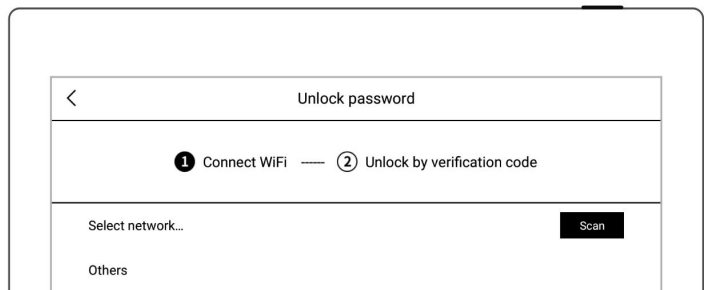 Unlock password
1 Connect WiFi ------ 2 Unlock by verification code
Select network... Scan
Others